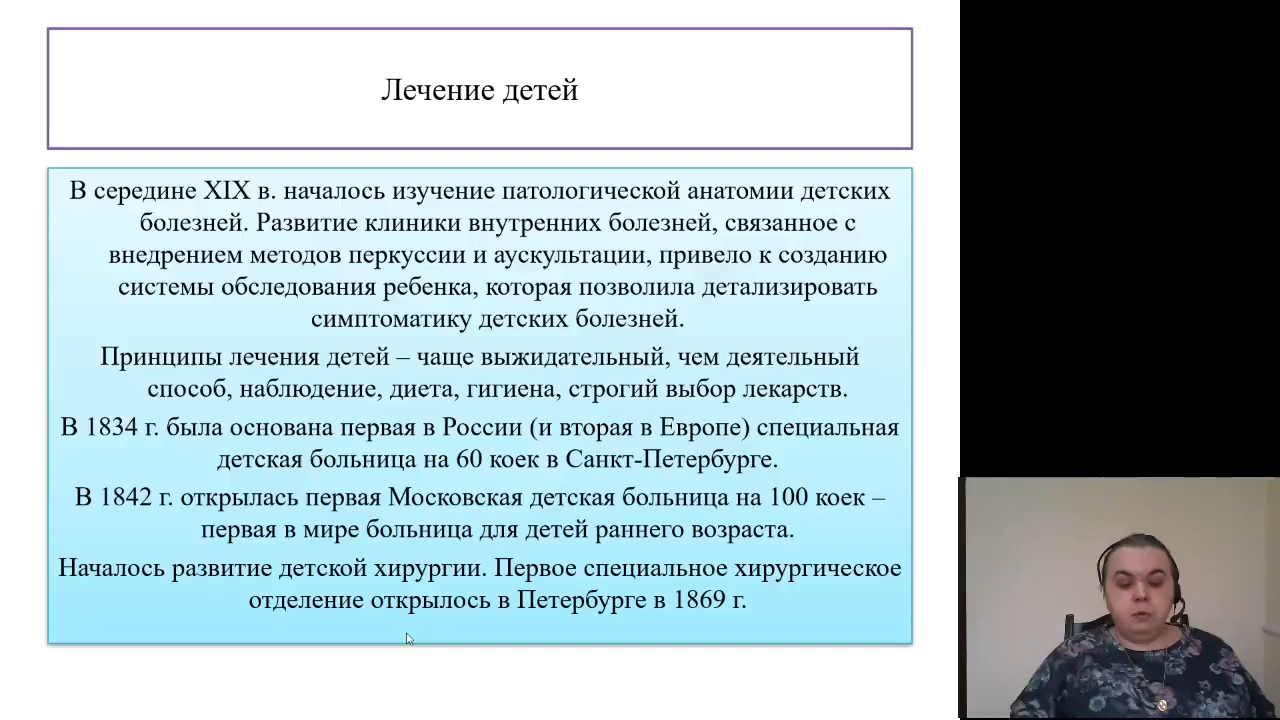 Лечение детей
В середине XIX в. началось изучение патологической анатомии детских
болезней. Развитие клиники внутренних болезней, связанное с
внедрением методов перкуссии и аускультации, привело к созданию
системы обследования ребенка, которая позволила детализировать
симптоматику детских болезней.
Принципы лечения детей – чаще выжидательный, чем деятельный
способ, наблюдение, диета, гигиена, строгий выбор лекарств.
В 1834 г. была основана первая в России (и вторая в Европе) специальная
детская больница на 60 коек в Санкт-Петербурге.
В 1842 г. открылась первая Московская детская больница на 100 коек –
первая в мире больница для детей раннего возраста.
Началось развитие детской хирургии. Первое специальное хирургическое
отделение открылось в Петербурге в 1869 г.